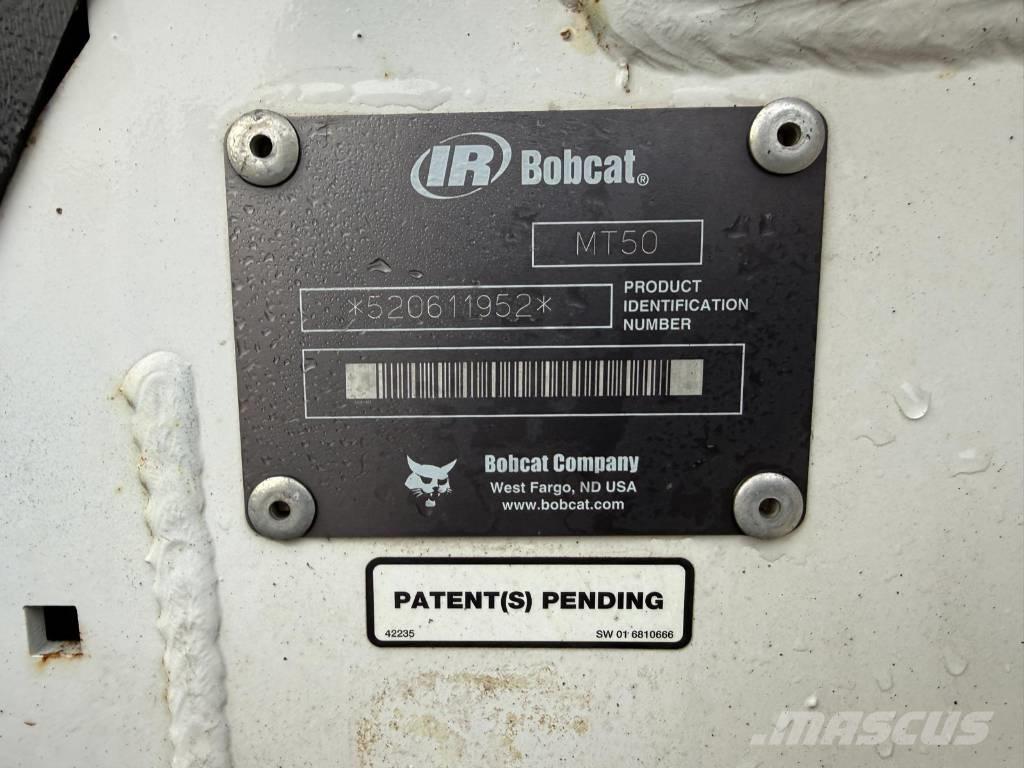 IR Bobcat®
MT50
*520611952*
PRODUCT
IDENTIFICATION
NUMBER
Bobcat Company
West Fargo, ND USA
www.bobcat.com
PATENT(S) PENDING
42235 SW 01 6810666
MASCUS